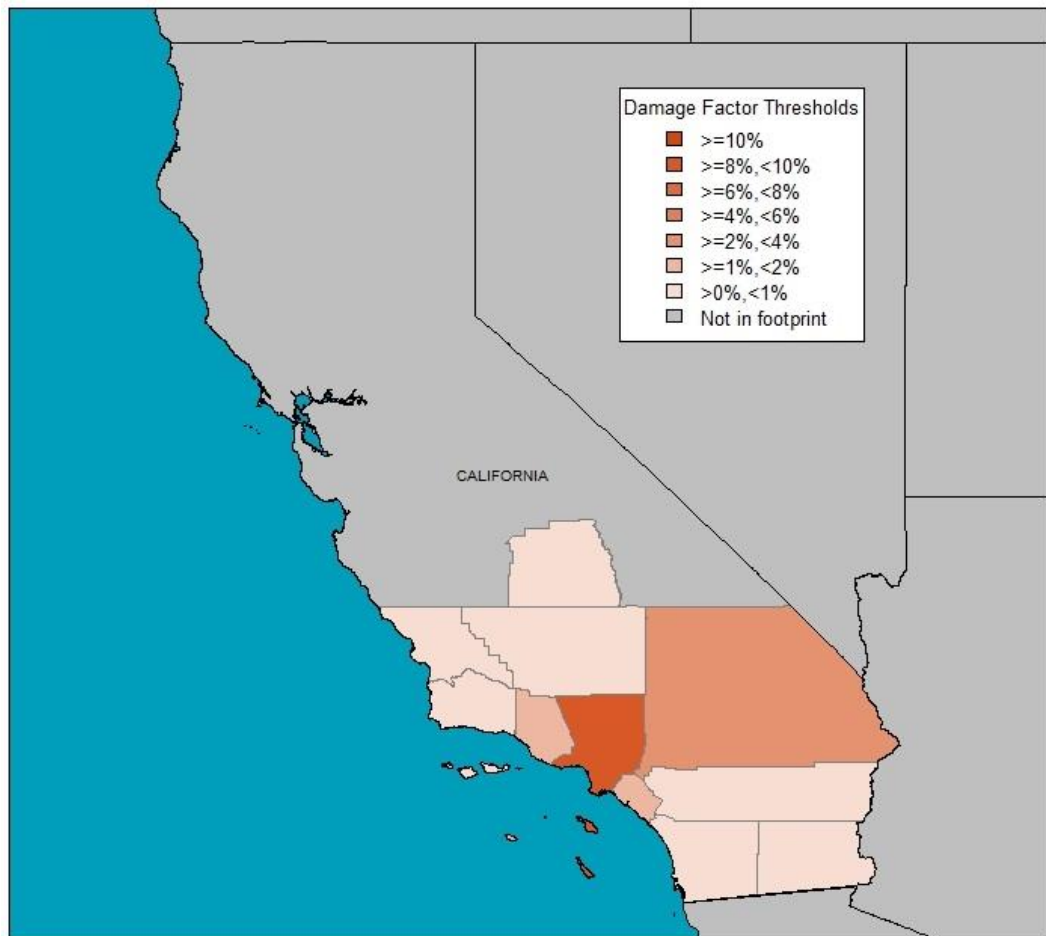 Damage Factor Thresholds
>=10%
>=8%,<10%
>=6%,<8%
>=4%,<6%
>=2%,<4%
>=1%,<2%
>0%,<1%
Not in footprint
CALIFORNIA